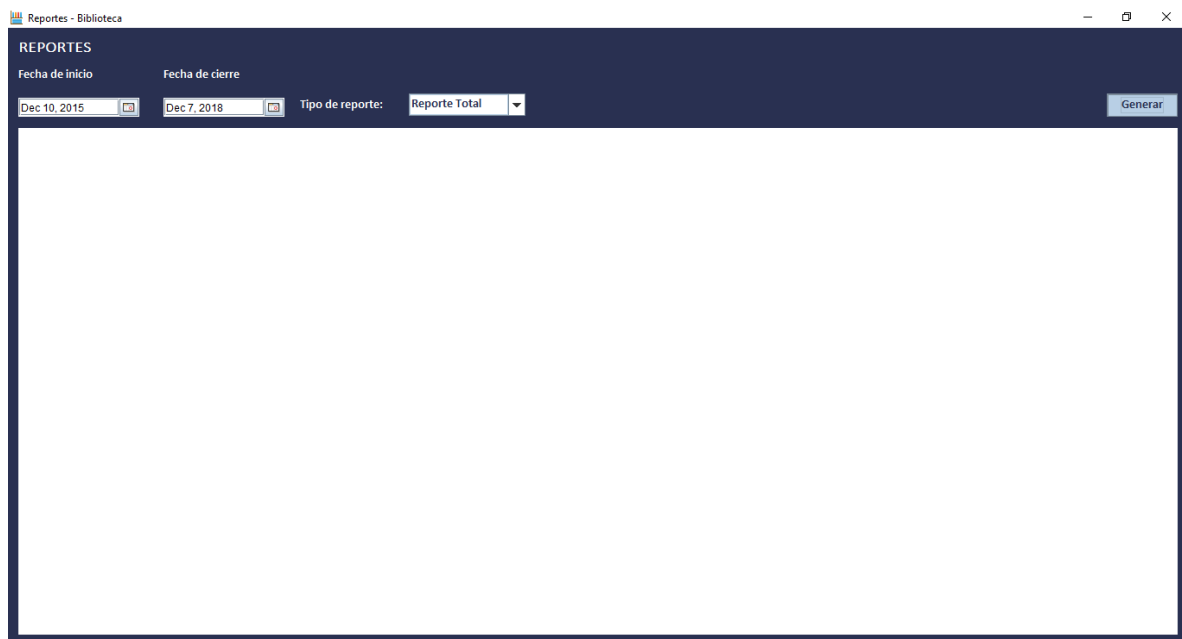 Reportes - Biblioteca
REPORTES
Fecha de inicio Fecha de cierre
Dec 10, 2015 Dec 7, 2018 Tipo de reporte: Reporte Total Generar